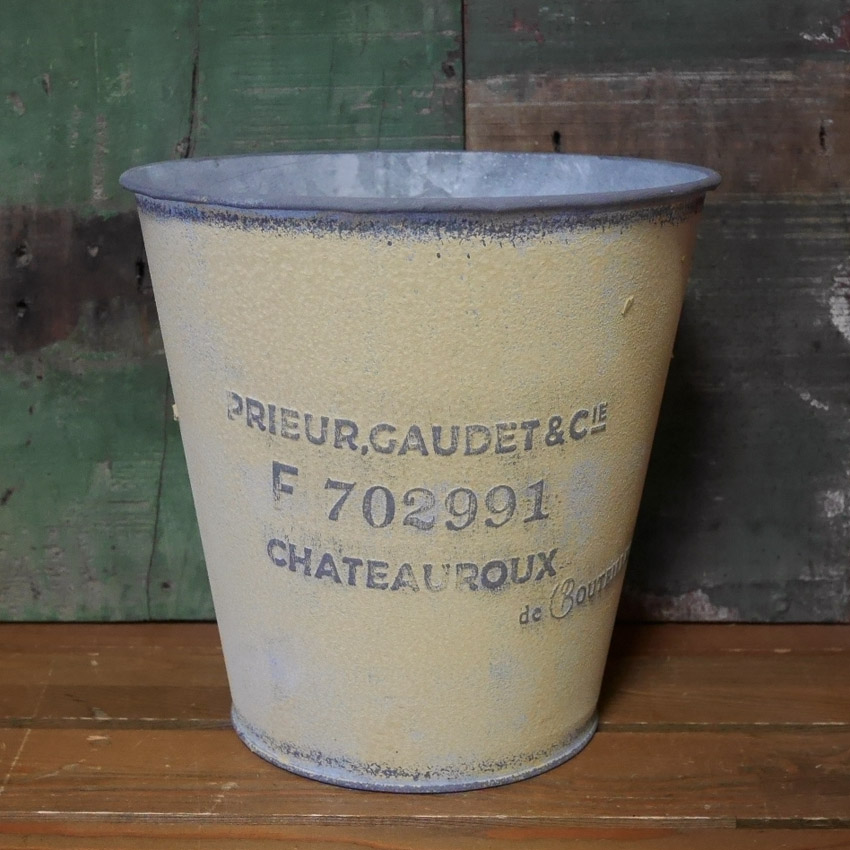 PRIEUR,GAUDET & CIE
F 702991
CHATEAUROUX
de